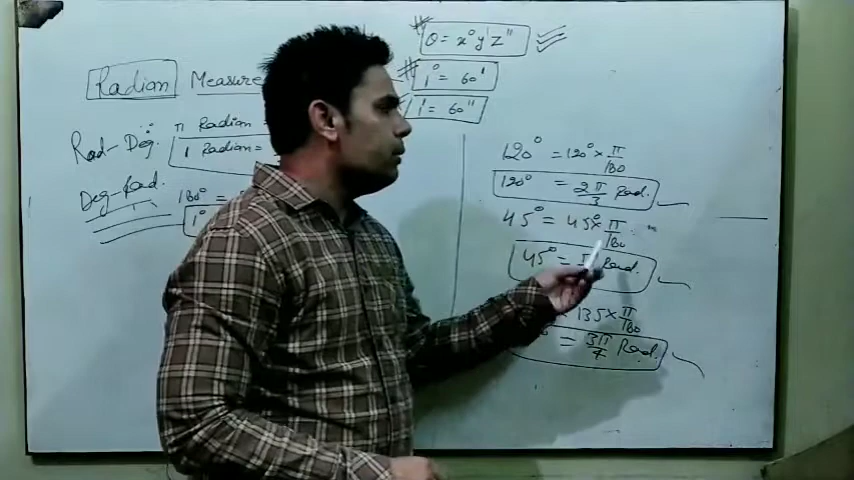 Radian Measure
θ = x° y' z"
1° = 60'
1' = 60"
Rad-Deg.
π Radian =
1 Radian =
Deg-Rad.
180° =
1°
120° = 120° × π/180
120° = 2π/3 Rad.
45° = 45° × π/180
45° = Rad.
135 × π/180
= 3π/4 Rad.